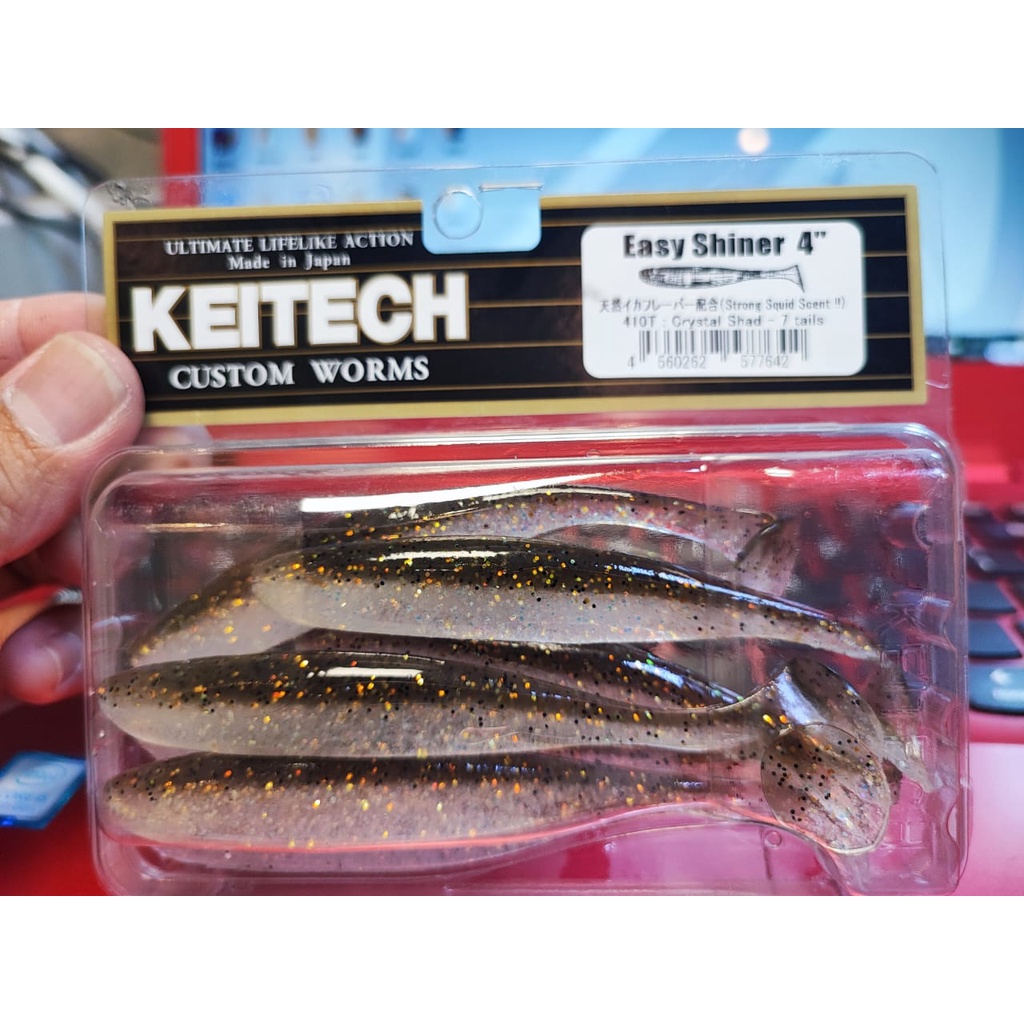 ULTIMATE LIFELIKE ACTION
Made in Japan
KEITECH
CUSTOM WORMS
Easy Shiner 4"
天然イカフレーバー配合(Strong Squid Scent !!)
410T : Crystal Shad - 7 tails
4 560262 577642